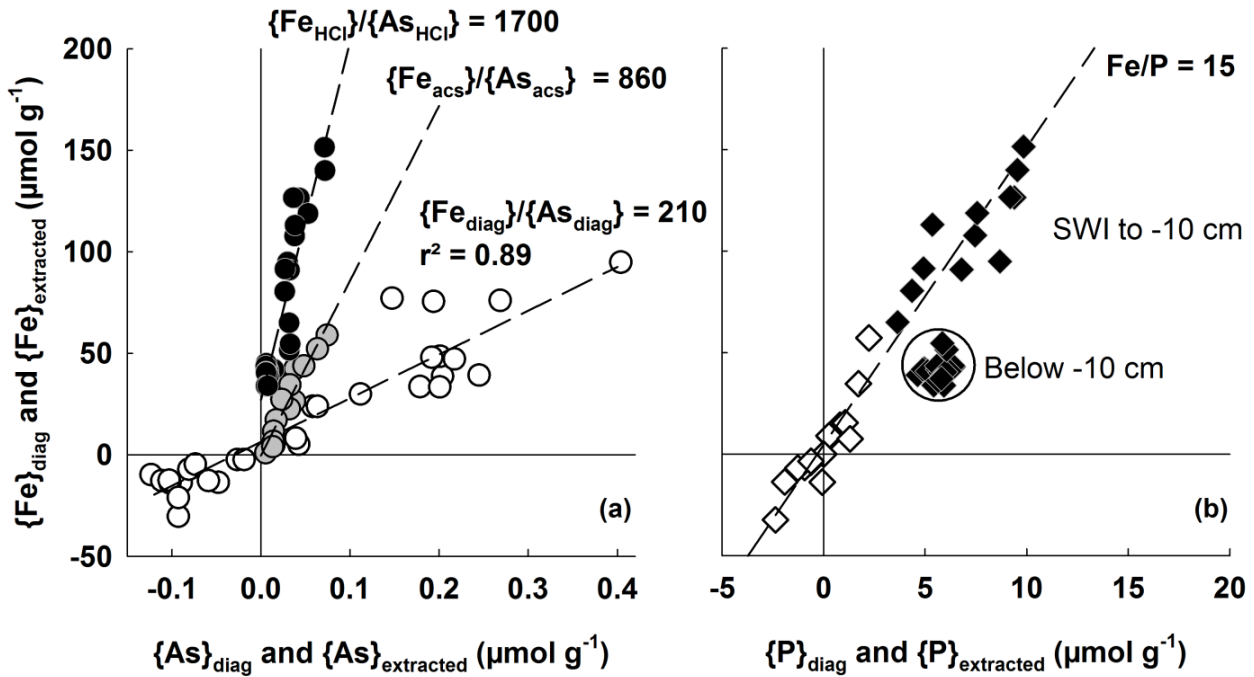 {Fe_HCl}/{As_HCl} = 1700
{Fe_acs}/{As_acs} = 860
{Fe_diag}/{As_diag} = 210
r² = 0.89
{Fe}_diag and {Fe}_extracted (µmol g⁻¹)
200
150
100
50
0
-50
(a)
-0.1 0.0 0.1 0.2 0.3 0.4
{As}_diag and {As}_extracted (µmol g⁻¹)
Fe/P = 15
SWI to -10 cm
Below -10 cm
(b)
-5 0 5 10 15 20
{P}_diag and {P}_extracted (µmol g⁻¹)